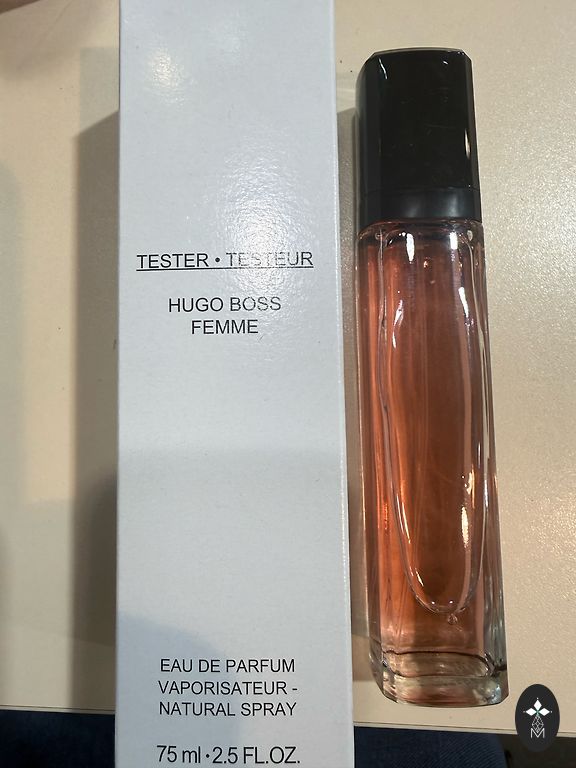 TESTER • TESTEUR
HUGO BOSS
FEMME
EAU DE PARFUM
VAPORISATEUR -
NATURAL SPRAY
75 ml • 2.5 FL.OZ.
M